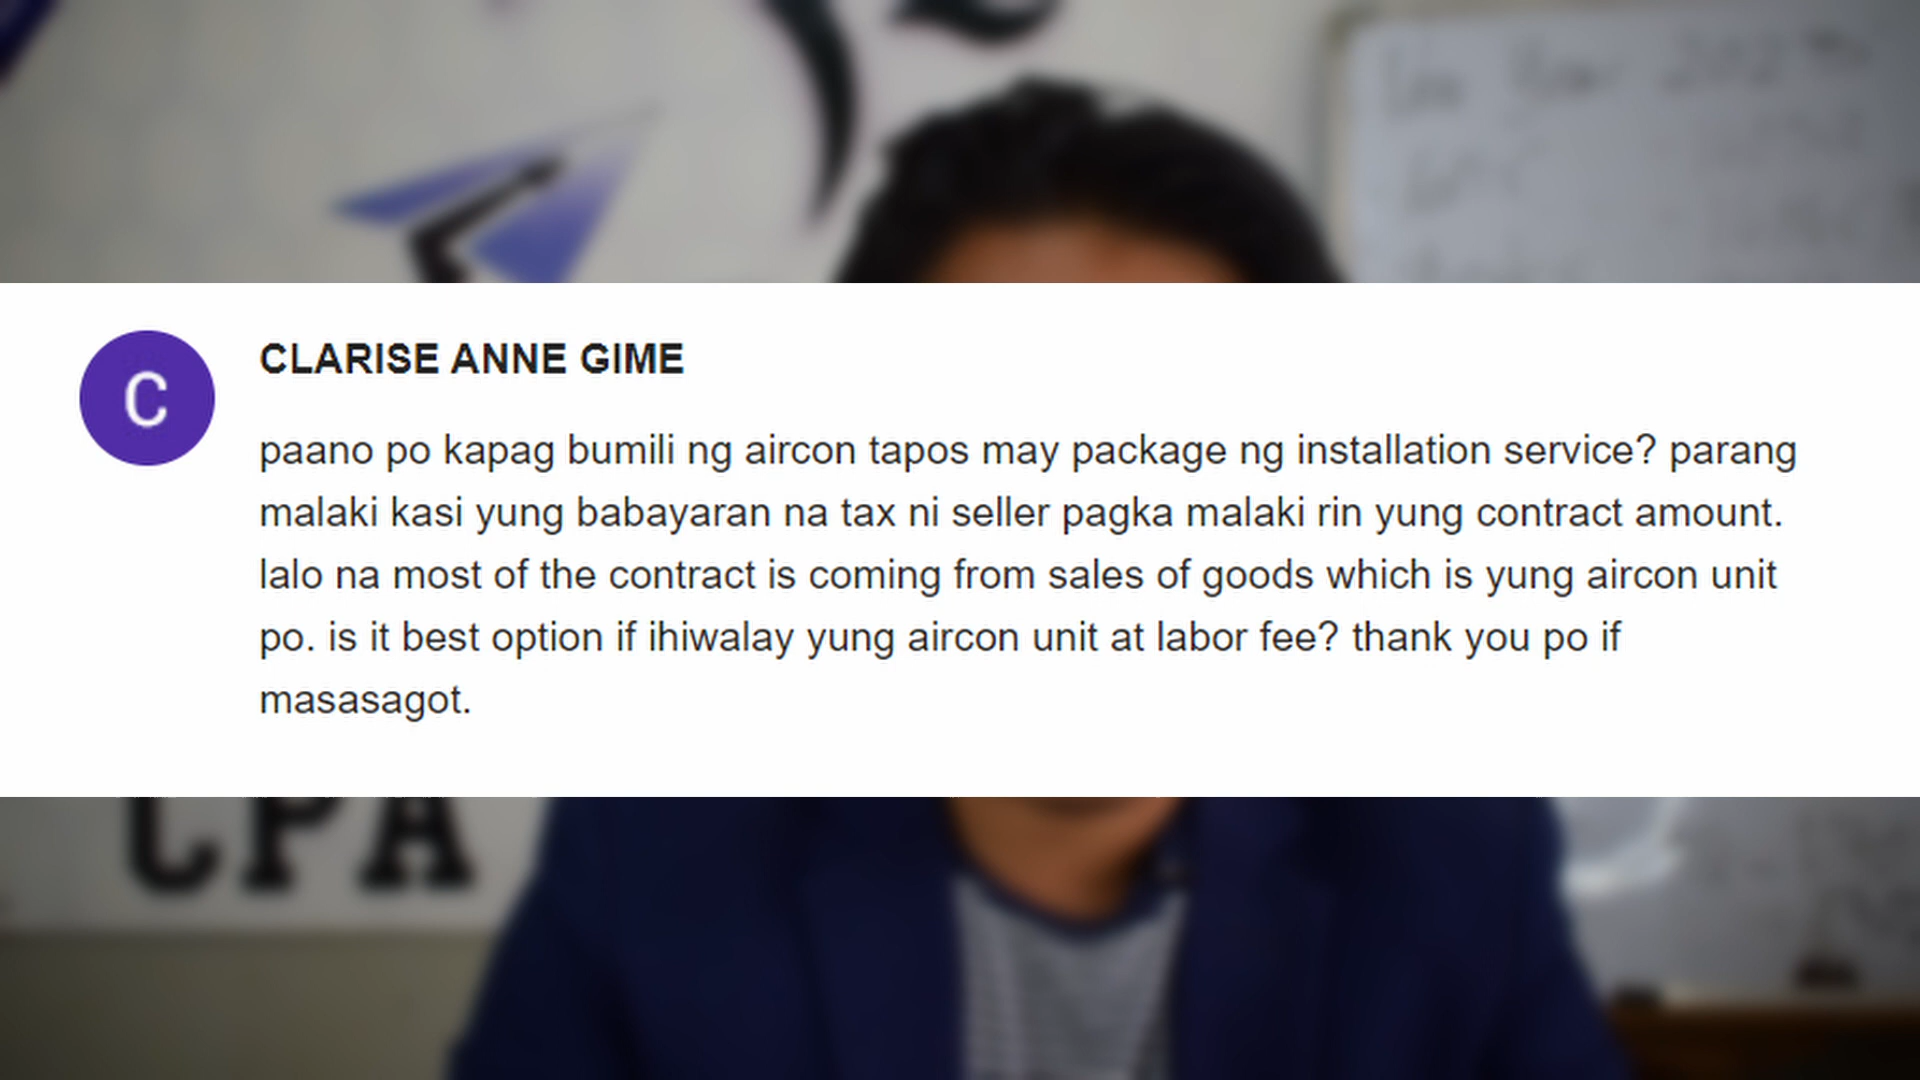 C
CLARISE ANNE GIME
paano po kapag bumili ng aircon tapos may package ng installation service? parang
malaki kasi yung babayaran na tax ni seller pagka malaki rin yung contract amount.
lalo na most of the contract is coming from sales of goods which is yung aircon unit
po. is it best option if ihiwalay yung aircon unit at labor fee? thank you po if
masasagot.
CPA